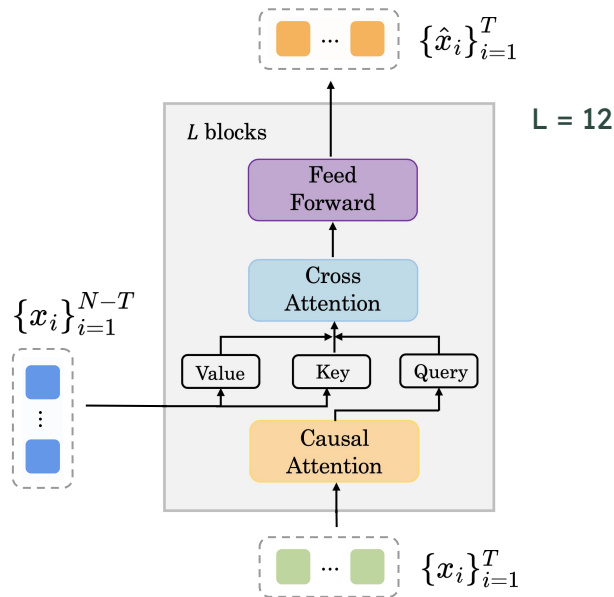 ... {x̂_i}_{i=1}^T
L blocks
L = 12
Feed
Forward
Cross
Attention
{x_i}_{i=1}^{N-T}
Value Key Query
...
Causal
Attention
... {x_i}_{i=1}^T